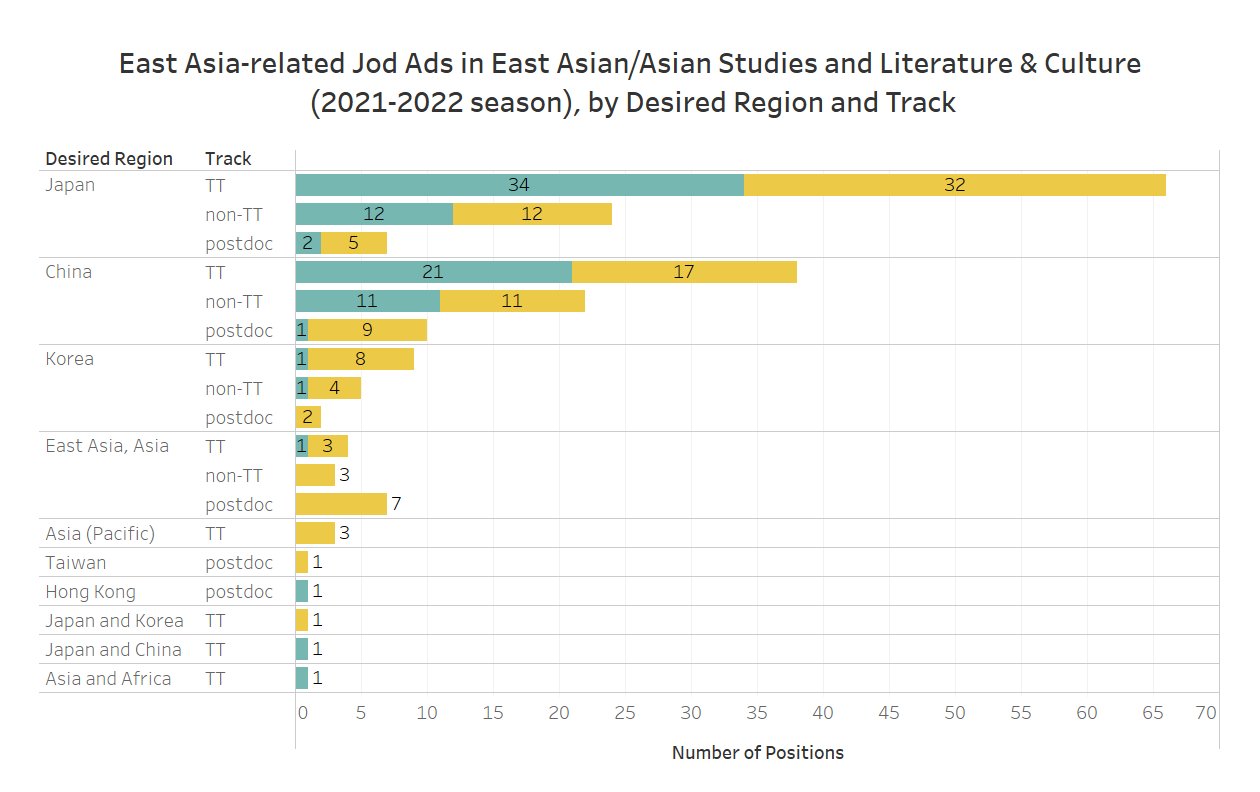 East Asia-related Jod Ads in East Asian/Asian Studies and Literature & Culture
(2021-2022 season), by Desired Region and Track
Desired Region Track
Japan TT 34 32
non-TT 12 12
postdoc 2 5
China TT 21 17
non-TT 11 11
postdoc 1 9
Korea TT 1 8
non-TT 1 4
postdoc 2
East Asia, Asia TT 1 3
non-TT 3
postdoc 7
Asia (Pacific) TT 3
Taiwan postdoc 1
Hong Kong postdoc 1
Japan and Korea TT 1
Japan and China TT 1
Asia and Africa TT 1
0 5 10 15 20 25 30 35 40 45 50 55 60 65 70
Number of Positions